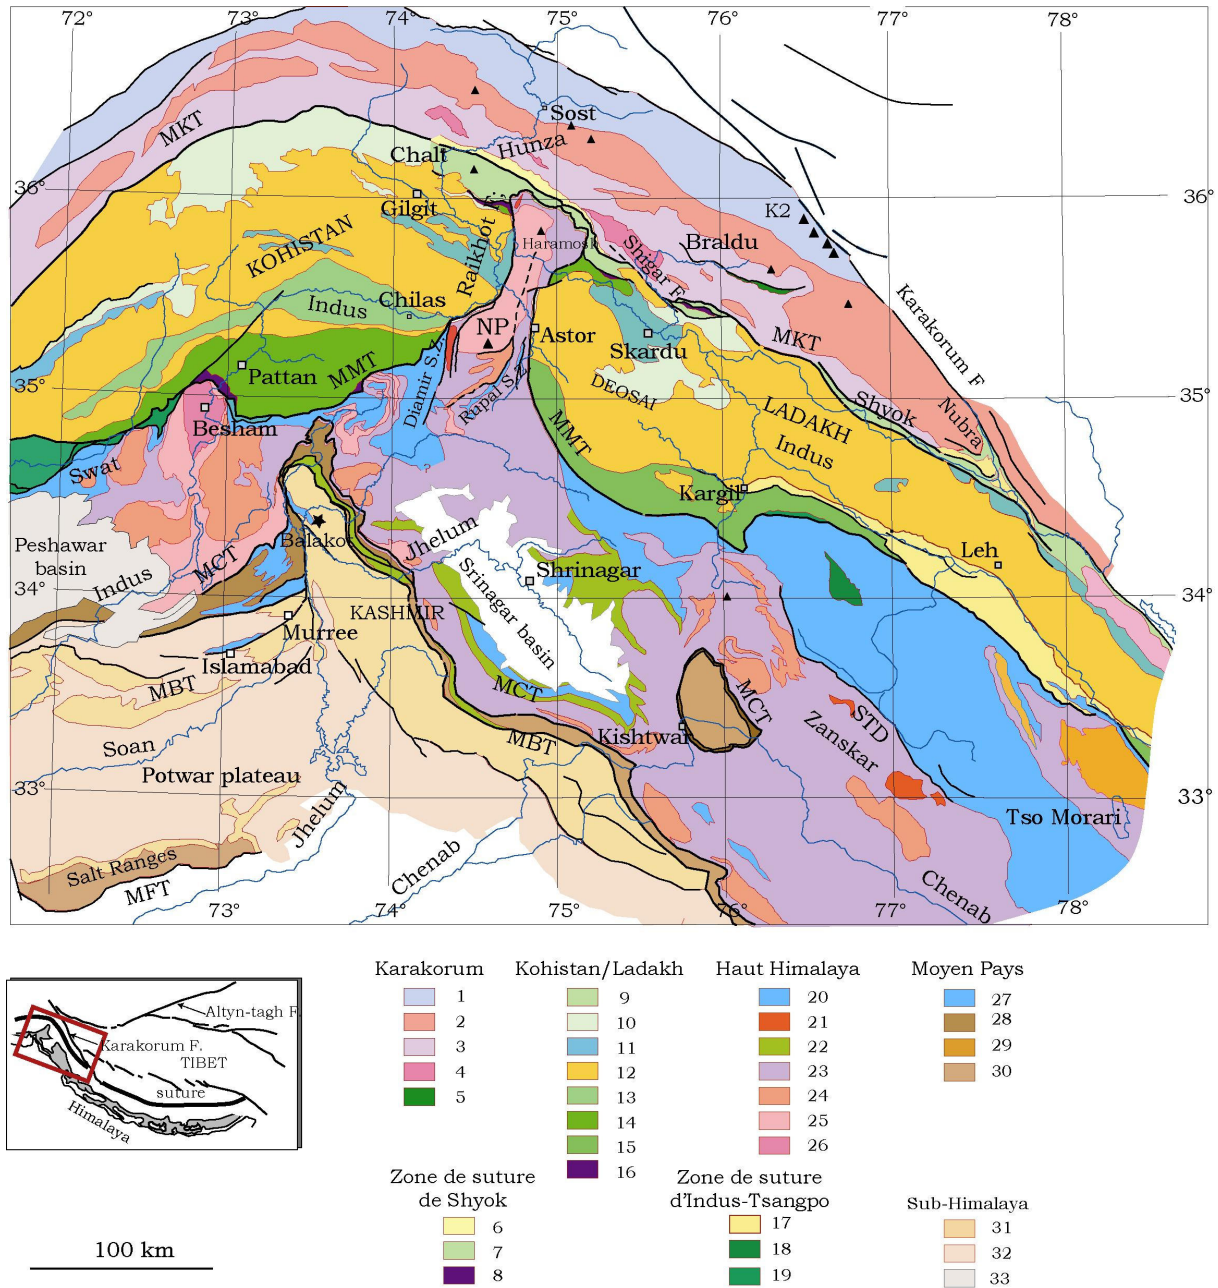 72°
73°
74°
75°
76°
77°
78°
MKT
Sost
Hunza
Chalt
36°
36°
Gilgit
K2
KOHISTAN
Raikhot
Haramosh
Shigar F.
Braldu
Karakorum F
Indus
Chilas
NP
Astor
Skardu
MKT
Pattan
MMT
Diamir S.Z.
Rupal S.Z.
DEOSAI
35°
35°
LADAKH
Shyok
Nubra
Besham
MMT
Indus
Swat
Kargil
Peshawar
basin
Balakot
Jhelum
Shrinagar
Leh
Indus
MCT
Srinagar basin
34°
34°
KASHMIR
Murree
Islamabad
MBT
MCT
MCT
STD
Zanskar
Soan
MBT
Kishtwar
Potwar plateau
33°
33°
Jhelum
Tso Morari
Salt Ranges
MFT
Chenab
Chenab
73°
74°
75°
76°
77°
78°
Altyn-tagh F.
Karakorum F.
TIBET
suture
Himalaya
100 km
Karakorum
1
2
3
4
5
Kohistan/Ladakh
9
10
11
12
13
14
15
16
Haut Himalaya
20
21
22
23
24
25
26
Moyen Pays
27
28
29
30
Zone de suture
de Shyok
6
7
8
Zone de suture
d'Indus-Tsangpo
17
18
19
Sub-Himalaya
31
32
33